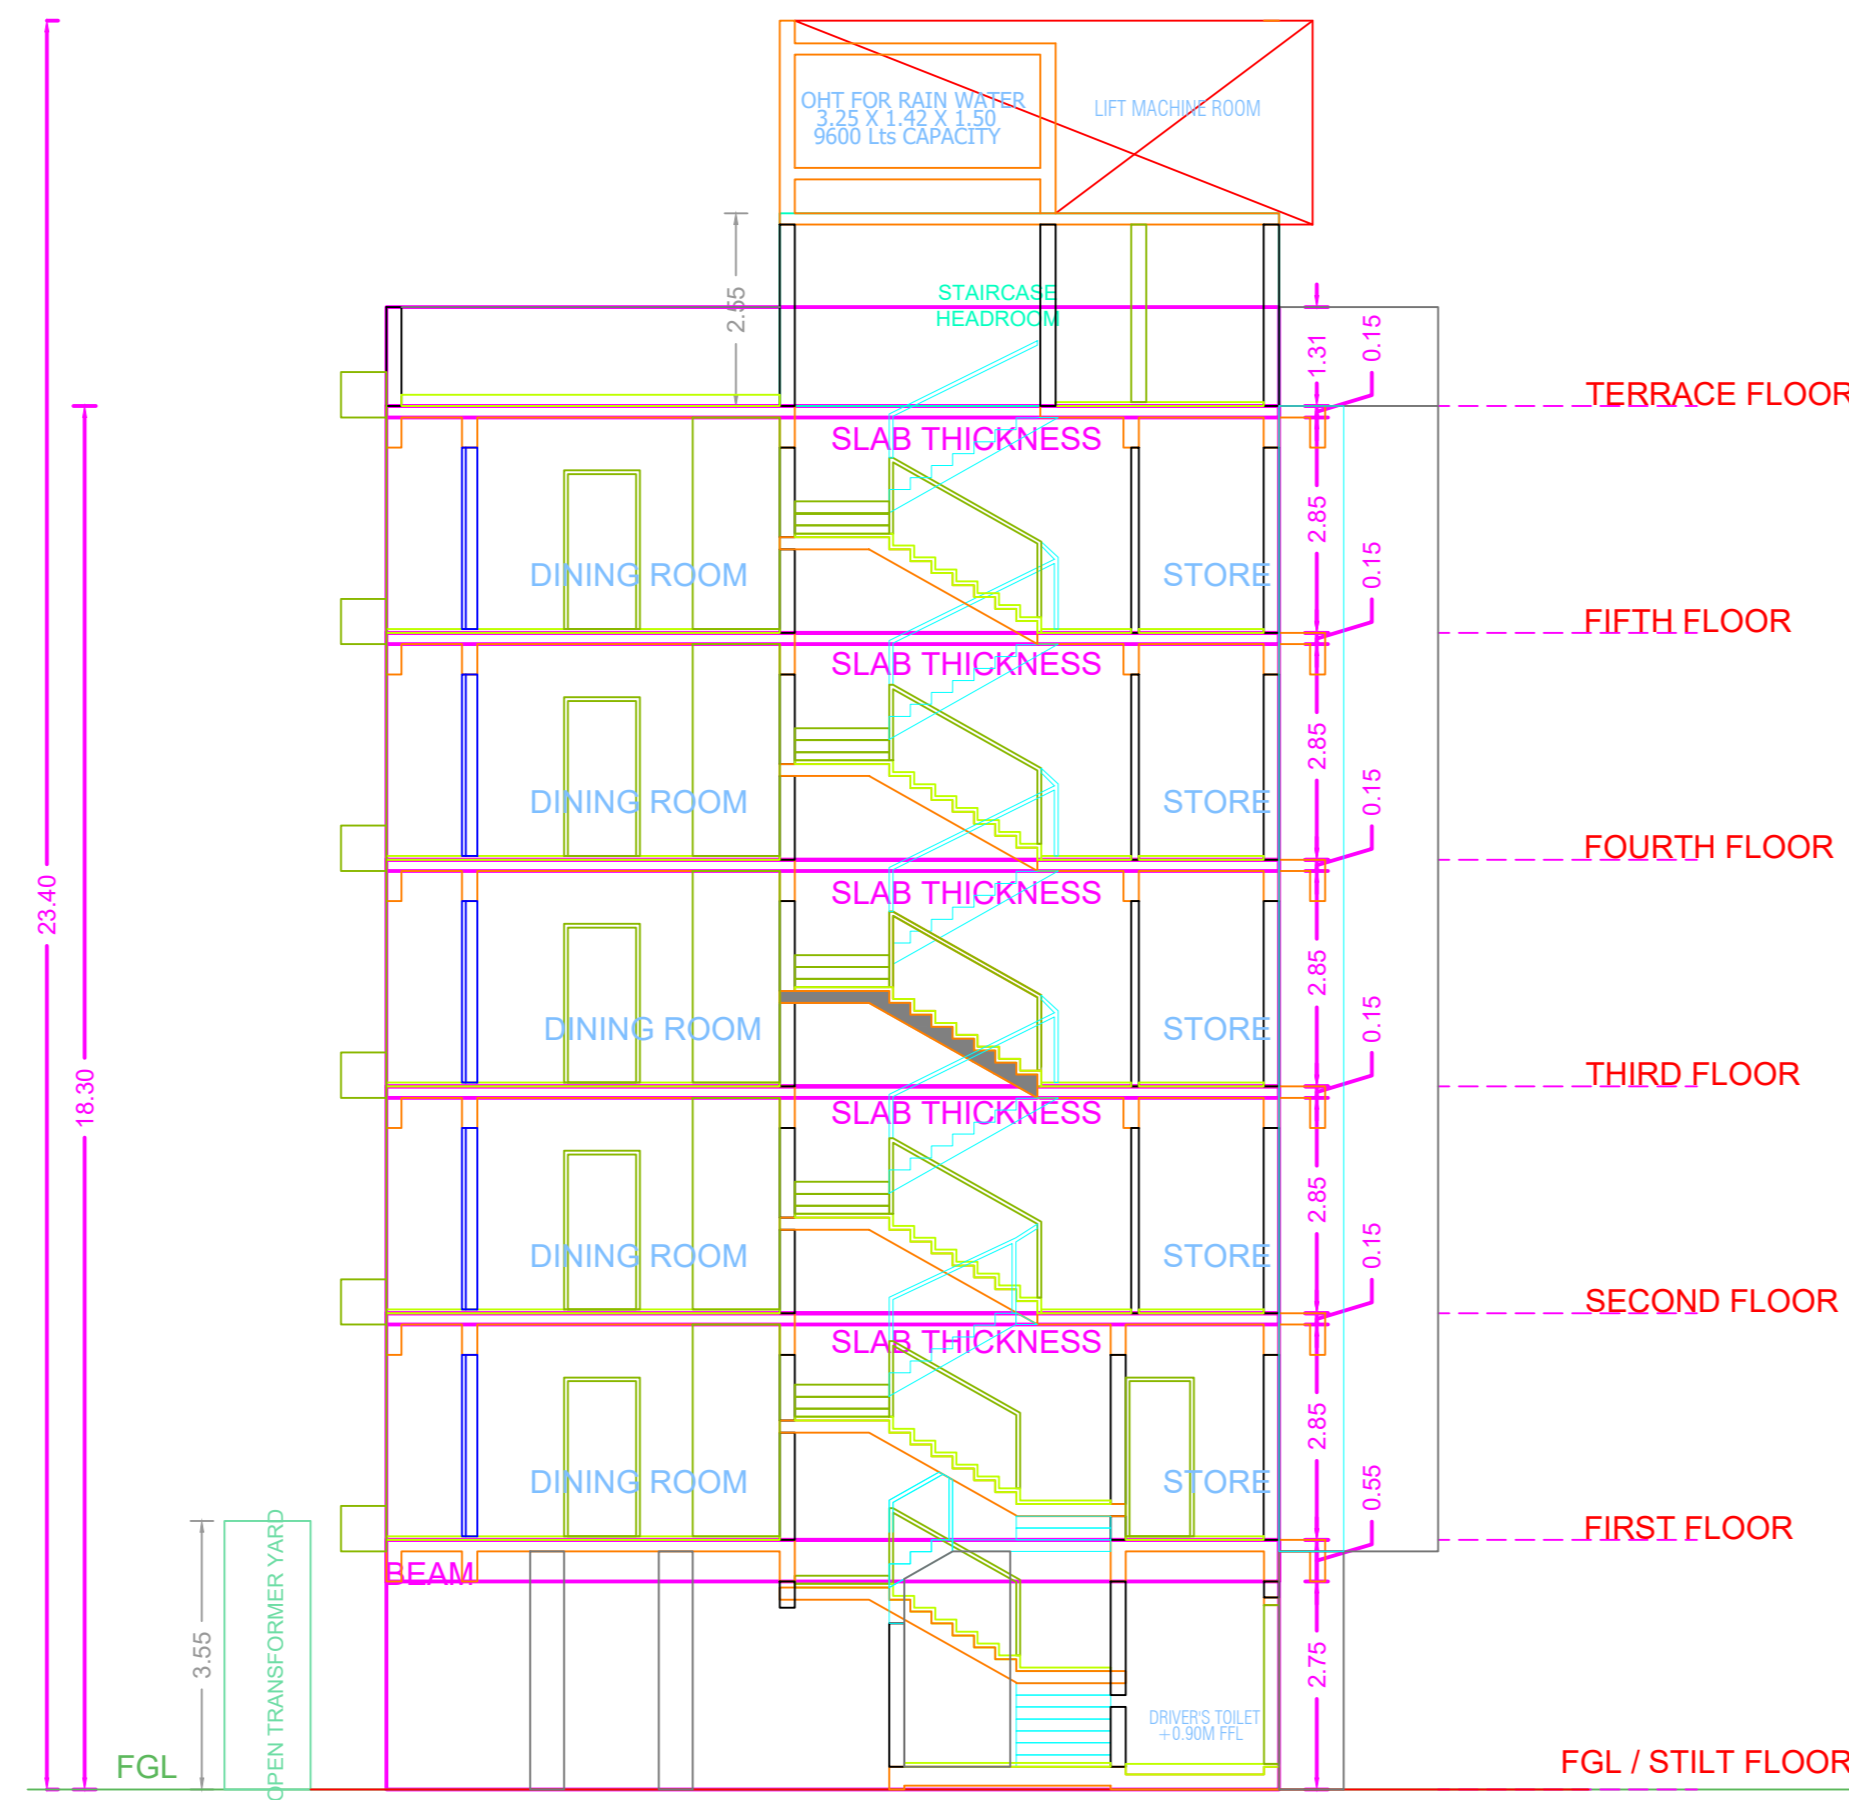 OHT FOR RAIN WATER
3.25 X 1.42 X 1.50
9600 Lts CAPACITY
LIFT MACHINE ROOM
2.55
STAIRCASE
HEADROOM
1.31
0.15
TERRACE FLOOR
SLAB THICKNESS
2.85
DINING ROOM
STORE
0.15
FIFTH FLOOR
SLAB THICKNESS
2.85
DINING ROOM
STORE
0.15
FOURTH FLOOR
23.40
SLAB THICKNESS
2.85
DINING ROOM
STORE
0.15
THIRD FLOOR
18.30
SLAB THICKNESS
2.85
DINING ROOM
STORE
0.15
SECOND FLOOR
SLAB THICKNESS
2.85
DINING ROOM
STORE
0.55
FIRST FLOOR
BEAM
3.55
OPEN TRANSFORMER YARD
2.75
DRIVER'S TOILET
+0.90M FFL
FGL
FGL / STILT FLOOR